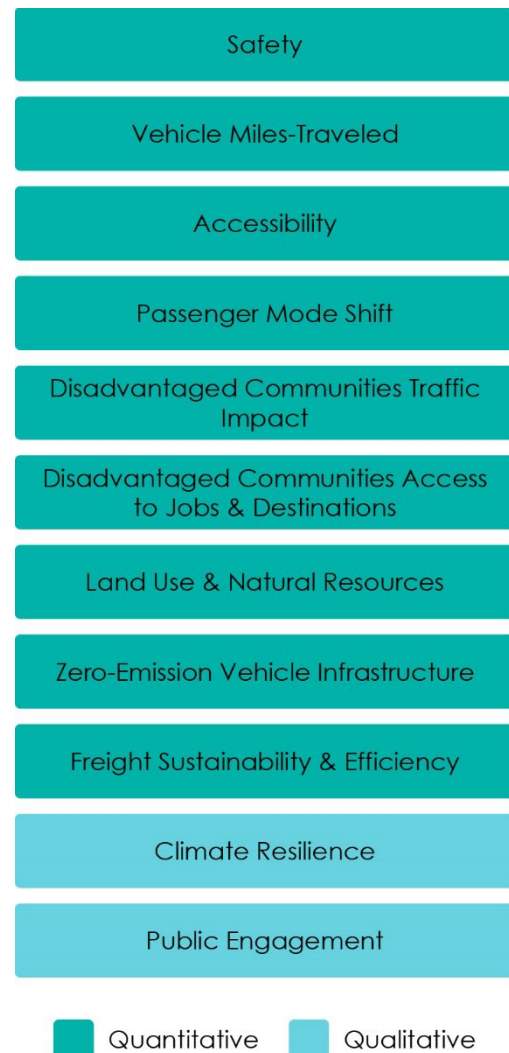 Safety
Vehicle Miles-Traveled
Accessibility
Passenger Mode Shift
Disadvantaged Communities Traffic
Impact
Disadvantaged Communities Access
to Jobs & Destinations
Land Use & Natural Resources
Zero-Emission Vehicle Infrastructure
Freight Sustainability & Efficiency
Climate Resilience
Public Engagement
Quantitative Qualitative